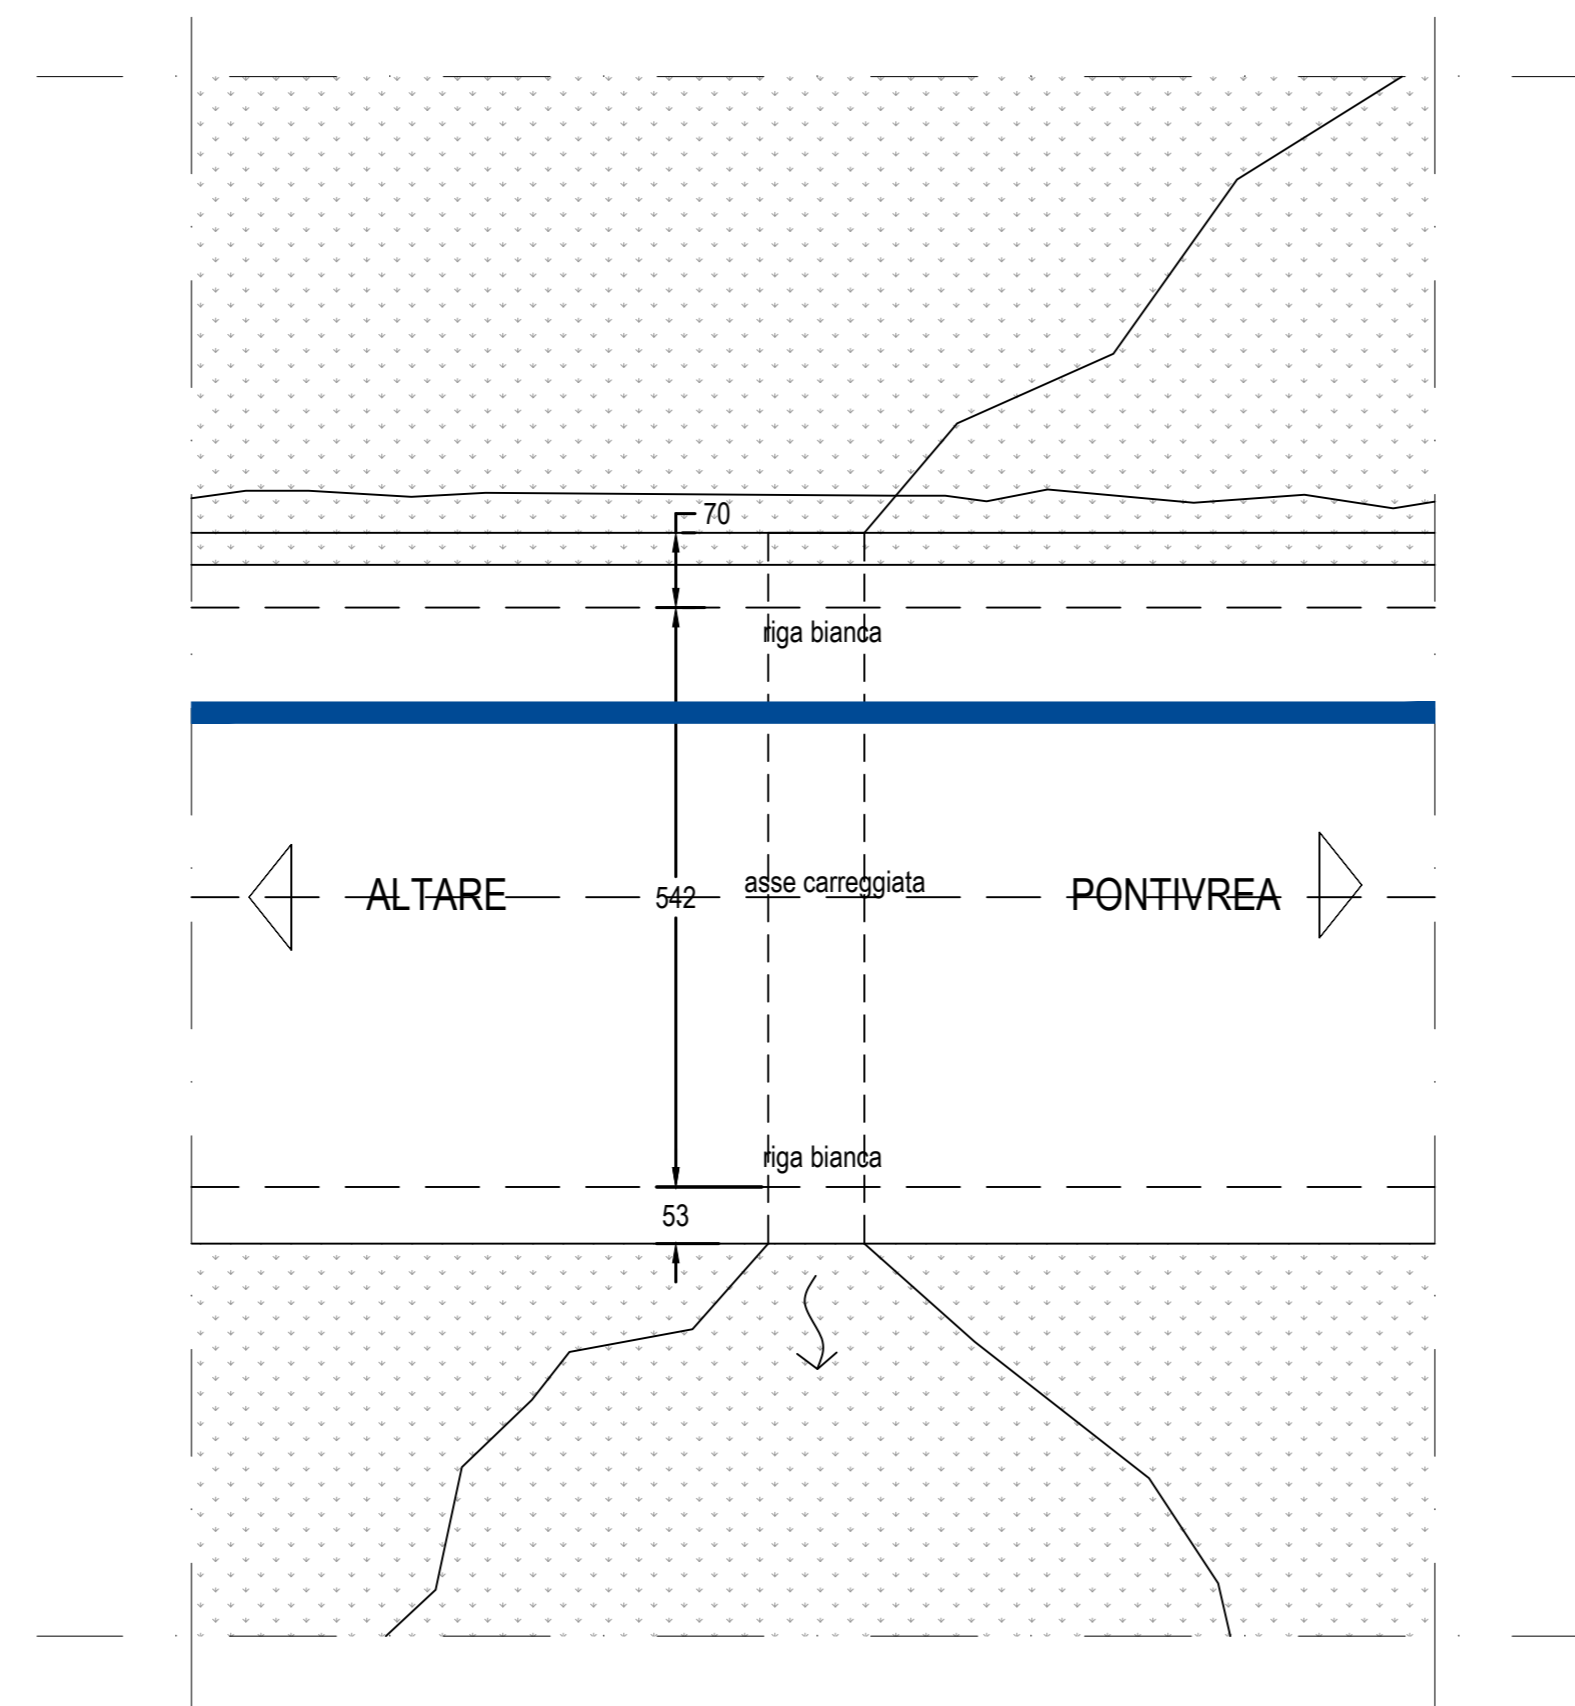 70
riga bianca
ALTARE
542
asse carreggiata
PONTIVREA
riga bianca
53